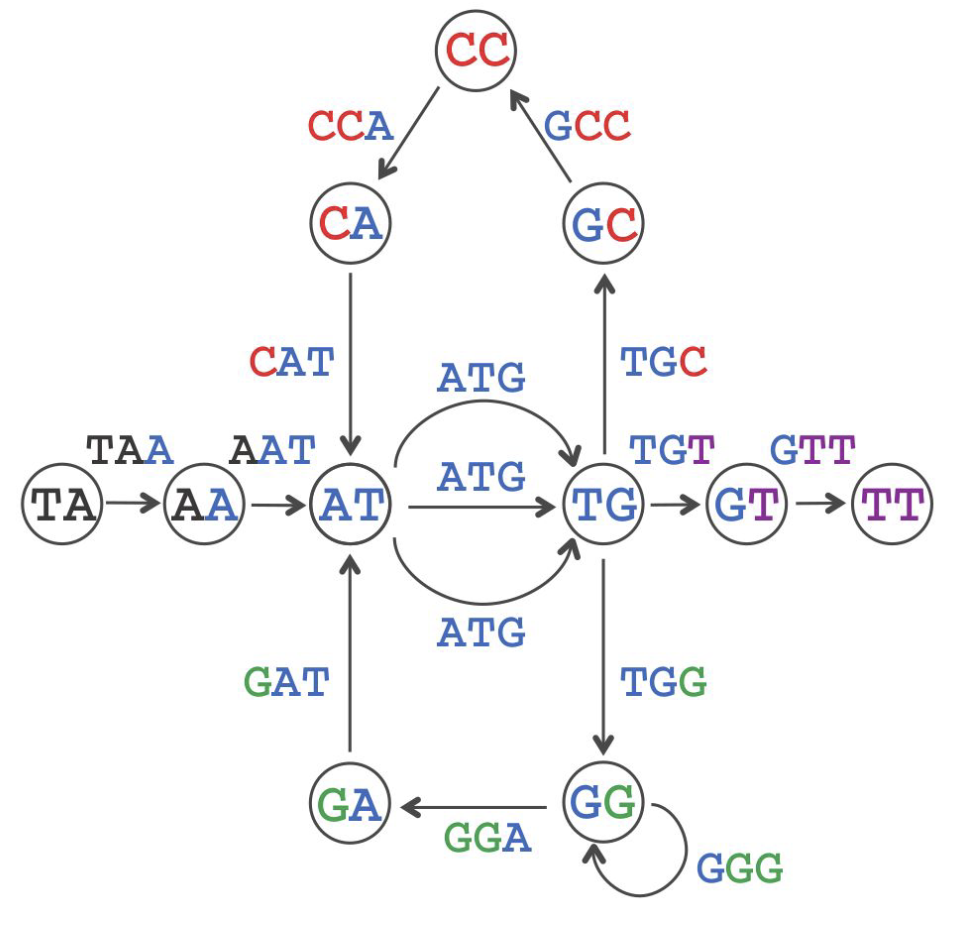 CC
CCA GCC
CA GC
CAT ATG TGC
TAA AAT ATG TGT GTT
TA AA AT TG GT TT
ATG
GAT TGG
GA GG
GGA GGG